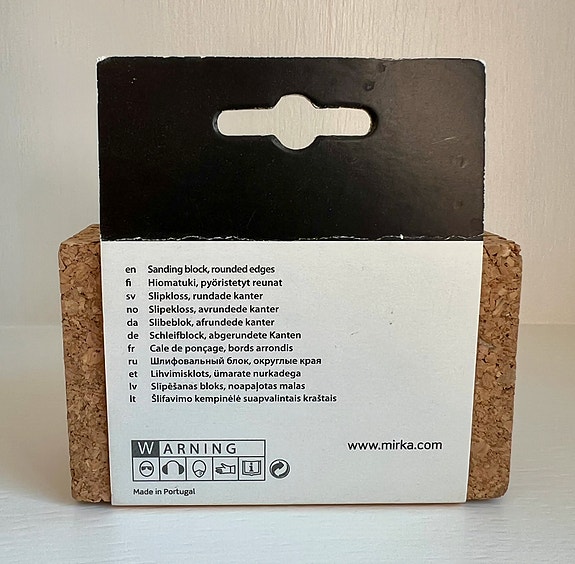 en Sanding block, rounded edges
fi Hiomatuki, pyöristetyt reunat
sv Slipkloss, rundade kanter
no Slipekloss, avrundede kanter
da Slibeblok, afrundede kanter
de Schleifblock, abgerundete Kanten
fr Cale de ponçage, bords arrondis
ru Шлифовальный блок, округлые края
et Lihvimisklots, ümarate nurkadega
lv Slīpēšanas bloks, noapaļotas malas
lt Šlifavimo kempinėlė suapvalintais kraštais
WARNING
www.mirka.com
Made in Portugal